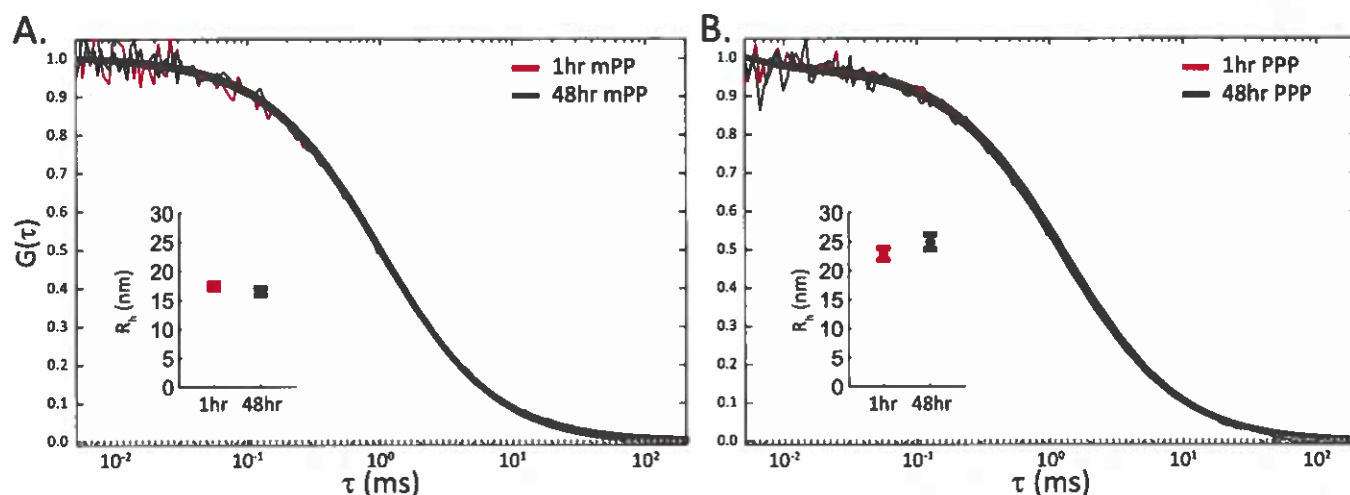 A.
1hr mPP
48hr mPP
G(τ)
1.0
0.9
0.8
0.7
0.6
0.5
0.4
0.3
0.2
0.1
0.0
R_h (nm)
30
25
20
15
10
5
0
1hr 48hr
10⁻² 10⁻¹ 10⁰ 10¹ 10²
τ (ms)
B.
1hr PPP
48hr PPP
1.0
0.9
0.8
0.7
0.6
0.5
0.4
0.3
0.2
0.1
0.0
R_h (nm)
30
25
20
15
10
5
0
1hr 48hr
10⁻² 10⁻¹ 10⁰ 10¹ 10²
τ (ms)